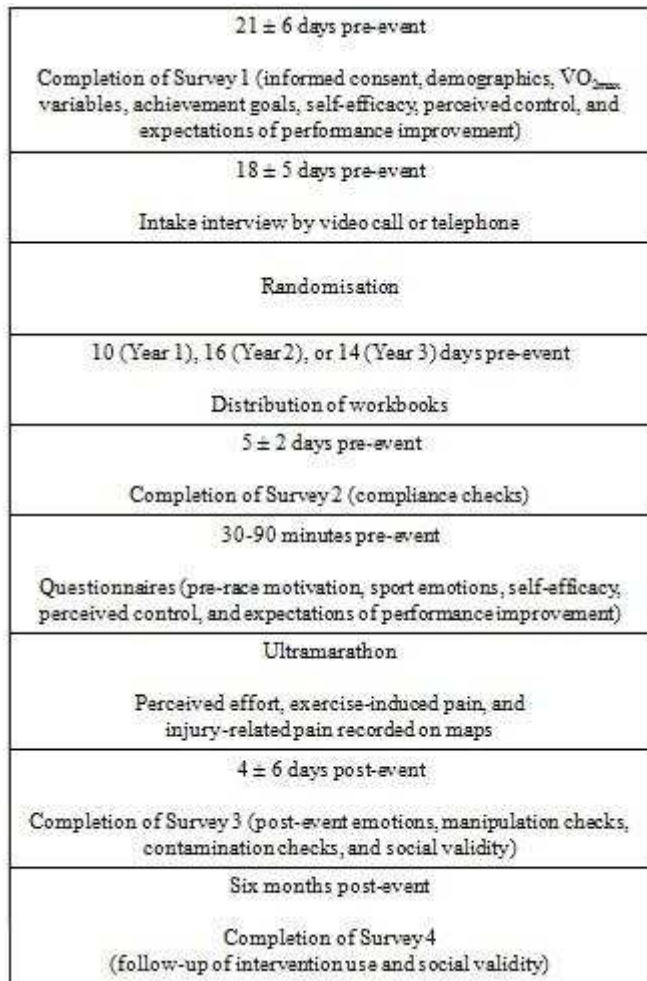 21 ± 6 days pre-event
Completion of Survey 1 (informed consent, demographics, V̇O₂ₘₐₓ
variables, achievement goals, self-efficacy, perceived control, and
expectations of performance improvement)
18 ± 5 days pre-event
Intake interview by video call or telephone
Randomisation
10 (Year 1), 16 (Year 2), or 14 (Year 3) days pre-event
Distribution of workbooks
5 ± 2 days pre-event
Completion of Survey 2 (compliance checks)
30-90 minutes pre-event
Questionnaires (pre-race motivation, sport emotions, self-efficacy,
perceived control, and expectations of performance improvement)
Ultramarathon
Perceived effort, exercise-induced pain, and
injury-related pain recorded on maps
4 ± 6 days post-event
Completion of Survey 3 (post-event emotions, manipulation checks,
contamination checks, and social validity)
Six months post-event
Completion of Survey 4
(follow-up of intervention use and social validity)